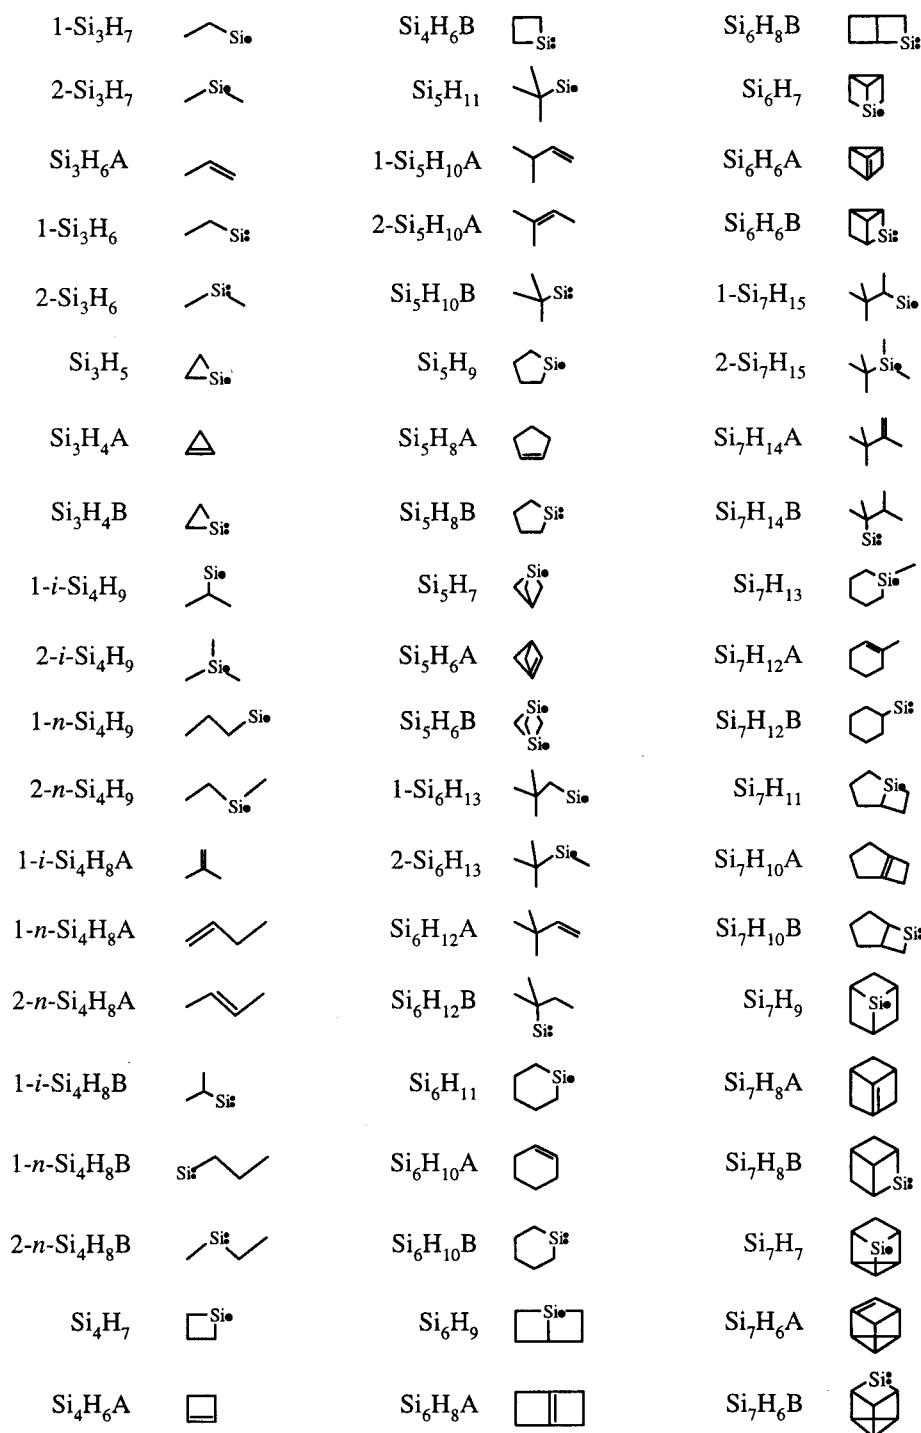 1-Si₃H₇ Si•
2-Si₃H₇ Si•
Si₃H₆A
1-Si₃H₆ Si:
2-Si₃H₆ Si:
Si₃H₅ Si•
Si₃H₄A
Si₃H₄B Si:
1-i-Si₄H₉ Si•
2-i-Si₄H₉ Si•
1-n-Si₄H₉ Si•
2-n-Si₄H₉ Si•
1-i-Si₄H₈A
1-n-Si₄H₈A
2-n-Si₄H₈A
1-i-Si₄H₈B Si:
1-n-Si₄H₈B Si:
2-n-Si₄H₈B Si:
Si₄H₇ Si•
Si₄H₆A
Si₄H₆B Si:
Si₅H₁₁ Si•
1-Si₅H₁₀A
2-Si₅H₁₀A
Si₅H₁₀B Si:
Si₅H₉ Si•
Si₅H₈A
Si₅H₈B Si:
Si₅H₇ Si•
Si₅H₆A
Si₅H₆B Si• Si•
1-Si₆H₁₃ Si•
2-Si₆H₁₃ Si•
Si₆H₁₂A
Si₆H₁₂B Si:
Si₆H₁₁ Si•
Si₆H₁₀A
Si₆H₁₀B Si:
Si₆H₉ Si•
Si₆H₈A
Si₆H₈B Si:
Si₆H₇ Si•
Si₆H₆A
Si₆H₆B Si:
1-Si₇H₁₅ Si•
2-Si₇H₁₅ Si•
Si₇H₁₄A
Si₇H₁₄B Si:
Si₇H₁₃ Si•
Si₇H₁₂A
Si₇H₁₂B Si:
Si₇H₁₁ Si•
Si₇H₁₀A
Si₇H₁₀B Si:
Si₇H₉ Si•
Si₇H₈A
Si₇H₈B Si:
Si₇H₇ Si•
Si₇H₆A
Si₇H₆B Si: